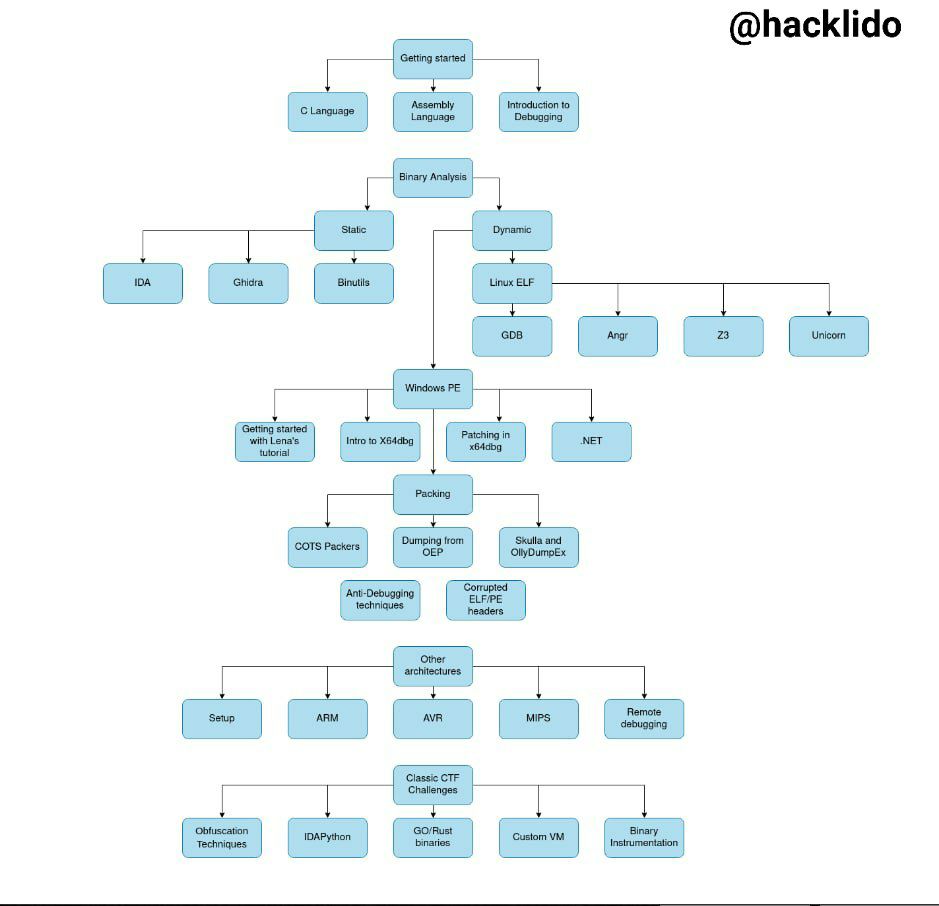 @hacklido
Getting started
C Language
Assembly
Language
Introduction to
Debugging
Binary Analysis
Static
Dynamic
IDA
Ghidra
Binutils
Linux ELF
GDB
Angr
Z3
Unicorn
Windows PE
Getting started
with Lena's
tutorial
Intro to X64dbg
Patching in
x64dbg
.NET
Packing
COTS Packers
Dumping from
OEP
Skulla and
OllyDumpEx
Anti-Debugging
techniques
Corrupted
ELF/PE
headers
Other
architectures
Setup
ARM
AVR
MIPS
Remote
debugging
Classic CTF
Challenges
Obfuscation
Techniques
IDAPython
GO/Rust
binaries
Custom VM
Binary
Instrumentation